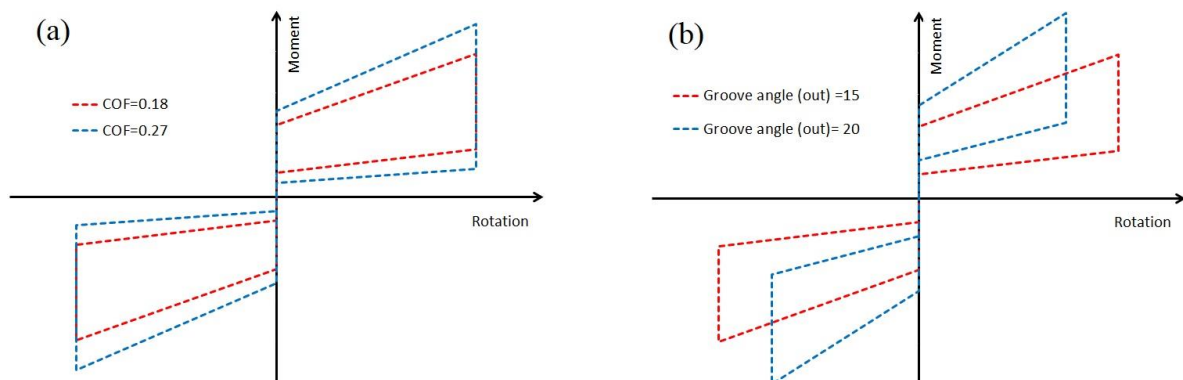 (a)
Moment
COF=0.18
COF=0.27
Rotation
(b)
Moment
Groove angle (out) =15
Groove angle (out)= 20
Rotation